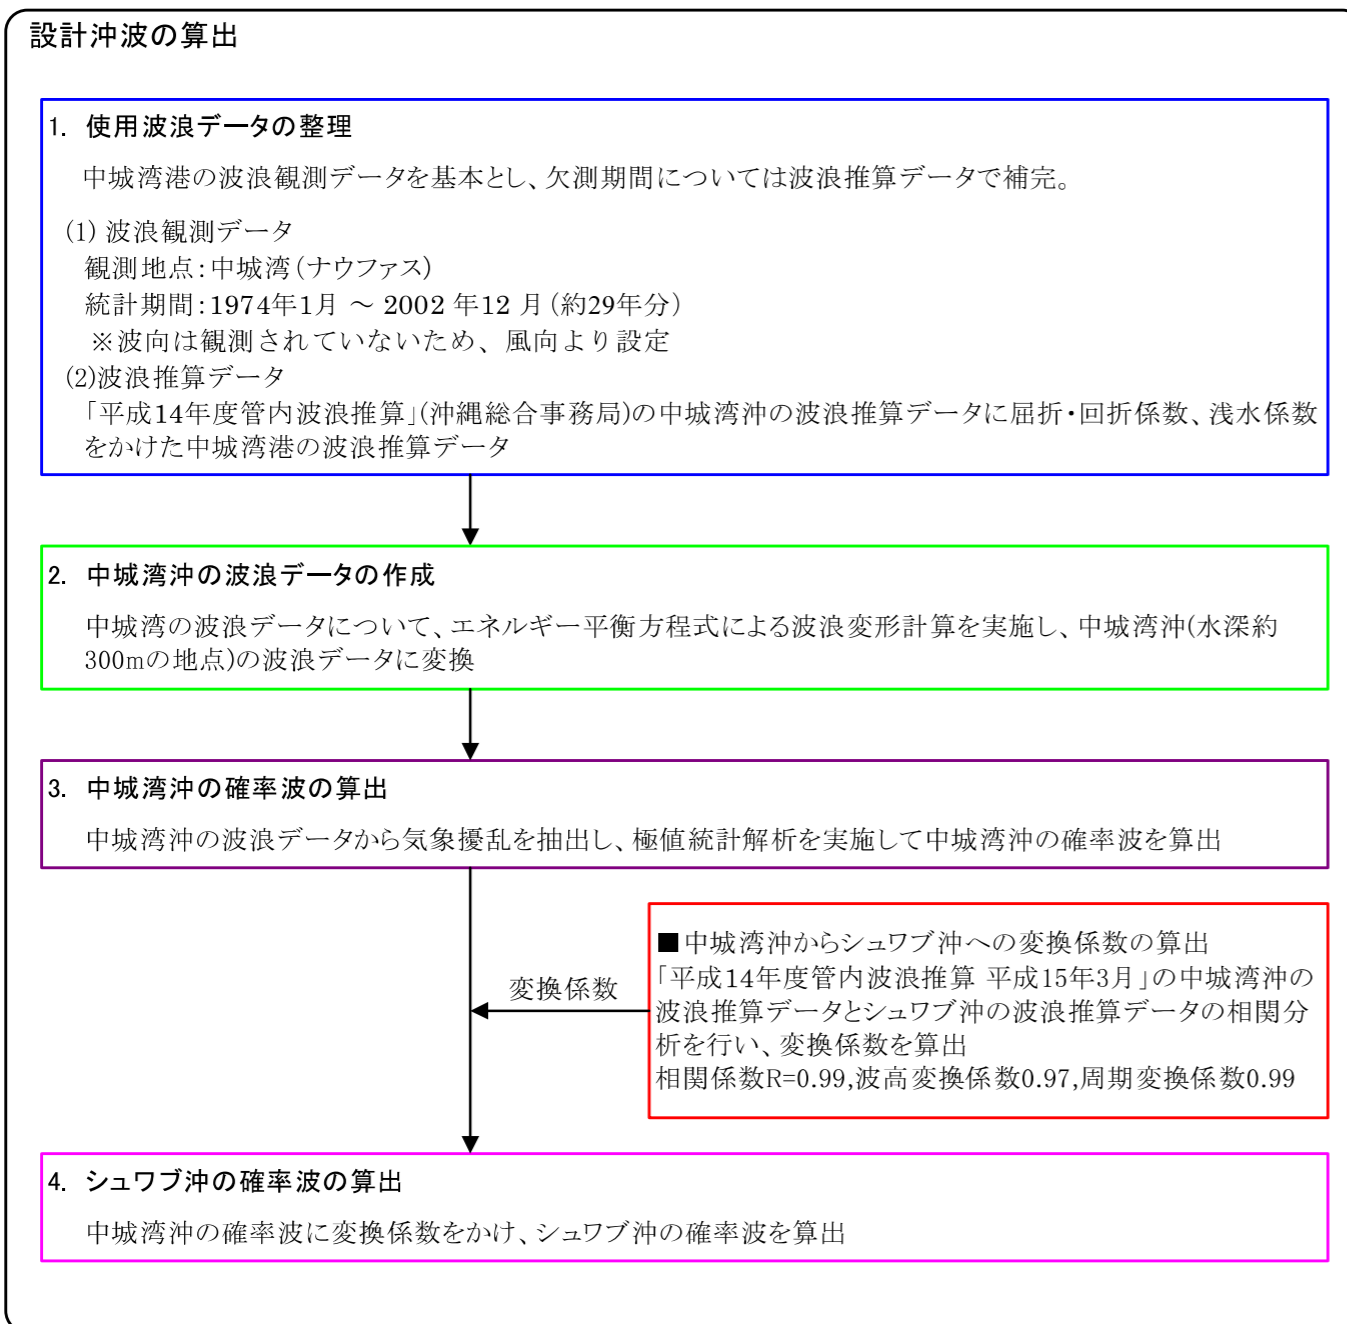 設計沖波の算出
1. 使用波浪データの整理
中城湾港の波浪観測データを基本とし、欠測期間については波浪推算データで補完。
(1) 波浪観測データ
観測地点：中城湾（ナウファス）
統計期間：1974年1月 ～ 2002 年12 月（約29年分）
※波向は観測されていないため、風向より設定
(2)波浪推算データ
「平成14年度管内波浪推算」(沖縄総合事務局)の中城湾沖の波浪推算データに屈折・回折係数、浅水係数
をかけた中城湾港の波浪推算データ
2. 中城湾沖の波浪データの作成
中城湾の波浪データについて、エネルギー平衡方程式による波浪変形計算を実施し、中城湾沖(水深約
300mの地点)の波浪データに変換
3. 中城湾沖の確率波の算出
中城湾沖の波浪データから気象擾乱を抽出し、極値統計解析を実施して中城湾沖の確率波を算出
変換係数
■中城湾沖からシュワブ沖への変換係数の算出
「平成14年度管内波浪推算 平成15年3月」の中城湾沖の
波浪推算データとシュワブ沖の波浪推算データの相関分
析を行い、変換係数を算出
相関係数R=0.99,波高変換係数0.97,周期変換係数0.99
4. シュワブ沖の確率波の算出
中城湾沖の確率波に変換係数をかけ、シュワブ沖の確率波を算出